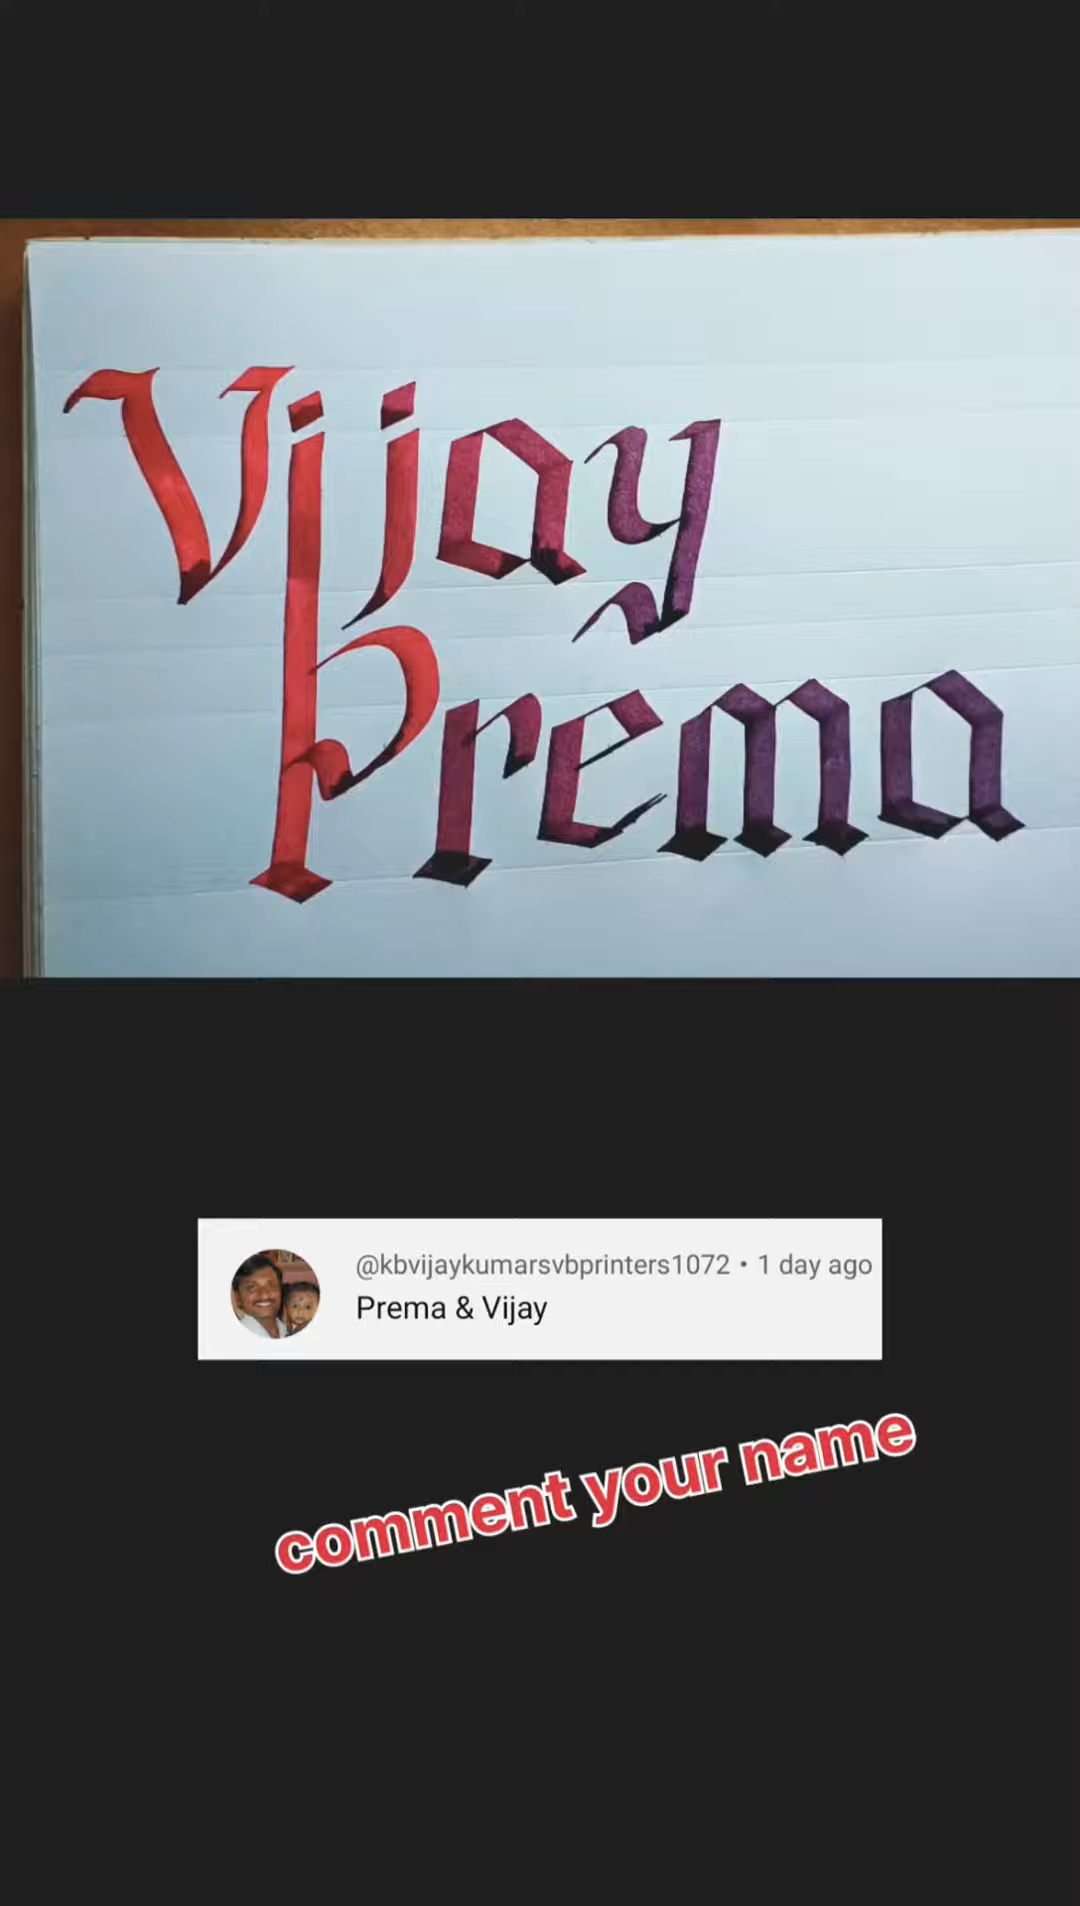 Vijay
Prema
@kbvijaykumarsvbprinters1072 • 1 day ago
Prema & Vijay
comment your name